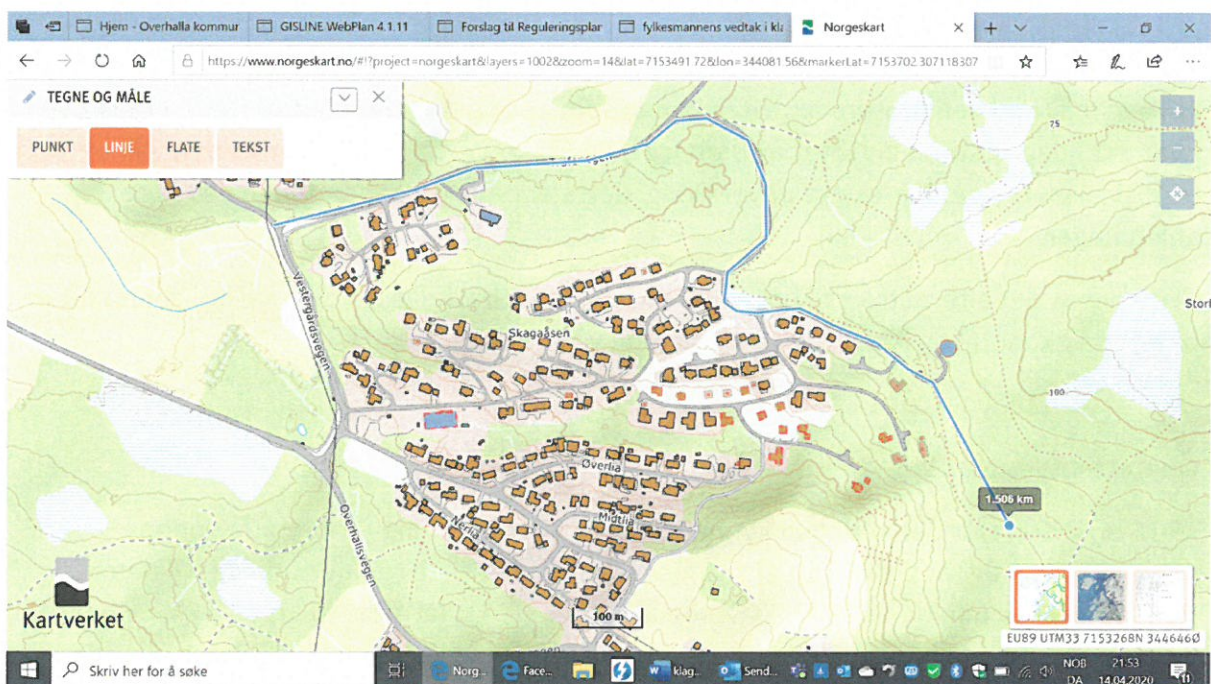 Hjem - Overhalla kommur
GISLINE WebPlan 4.1.11
Forslag til Reguleringsplar
fylkesmannens vedtak i kla
Norgeskart
https://www.norgeskart.no/#!?project=norgeskart&layers=1002&zoom=14&lat=7153491.72&lon=344081.56&markerLat=7153702.307118307
TEGNE OG MÅLE
PUNKT LINJE FLATE TEKST
75
Vestergårdsvegen
Skagaåsen
Storf
100
Øverlia
1.506 km
Midtlia
Nerlia
Overhallsvegen
100 m
Kartverket
EU89 UTM33 7153268N 344646Ø
Skriv her for å søke
Norg...
Face...
klag...
Send...
NOB
DA
21:53
14.04.2020
11